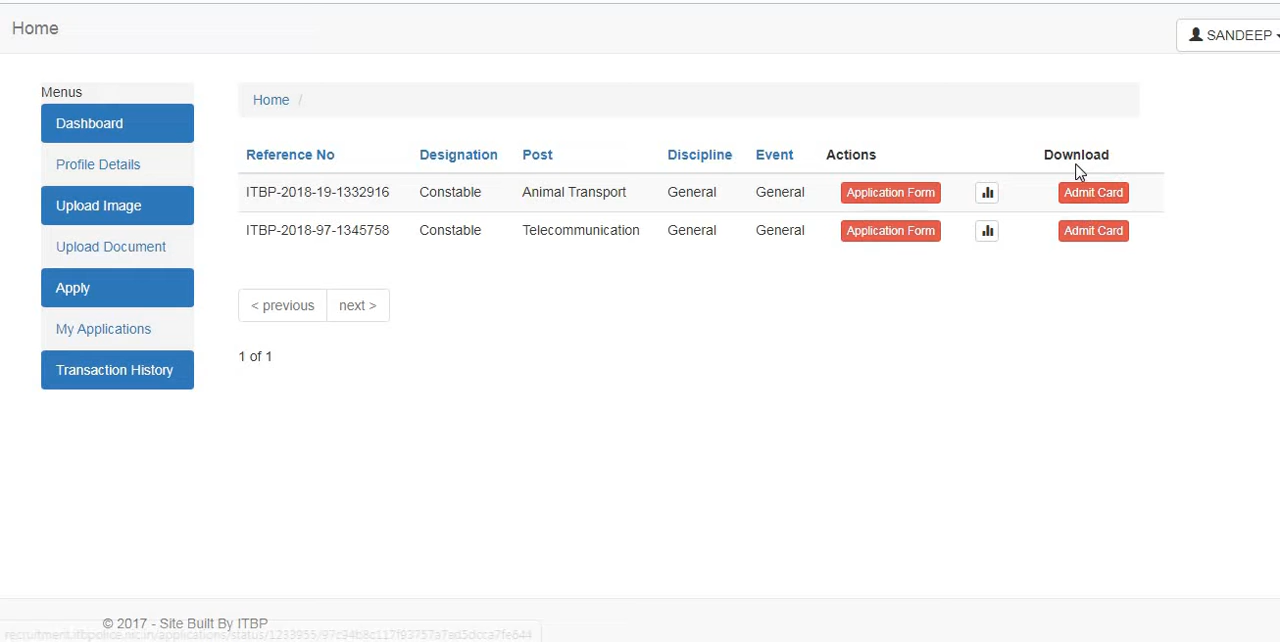 Home
SANDEEP
Menus
Dashboard
Profile Details
Upload Image
Upload Document
Apply
My Applications
Transaction History
Home /
Reference No Designation Post Discipline Event Actions Download
ITBP-2018-19-1332916 Constable Animal Transport General General Application Form Admit Card
ITBP-2018-97-1345758 Constable Telecommunication General General Application Form Admit Card
< previous next >
1 of 1
© 2017 - Site Built By ITBP